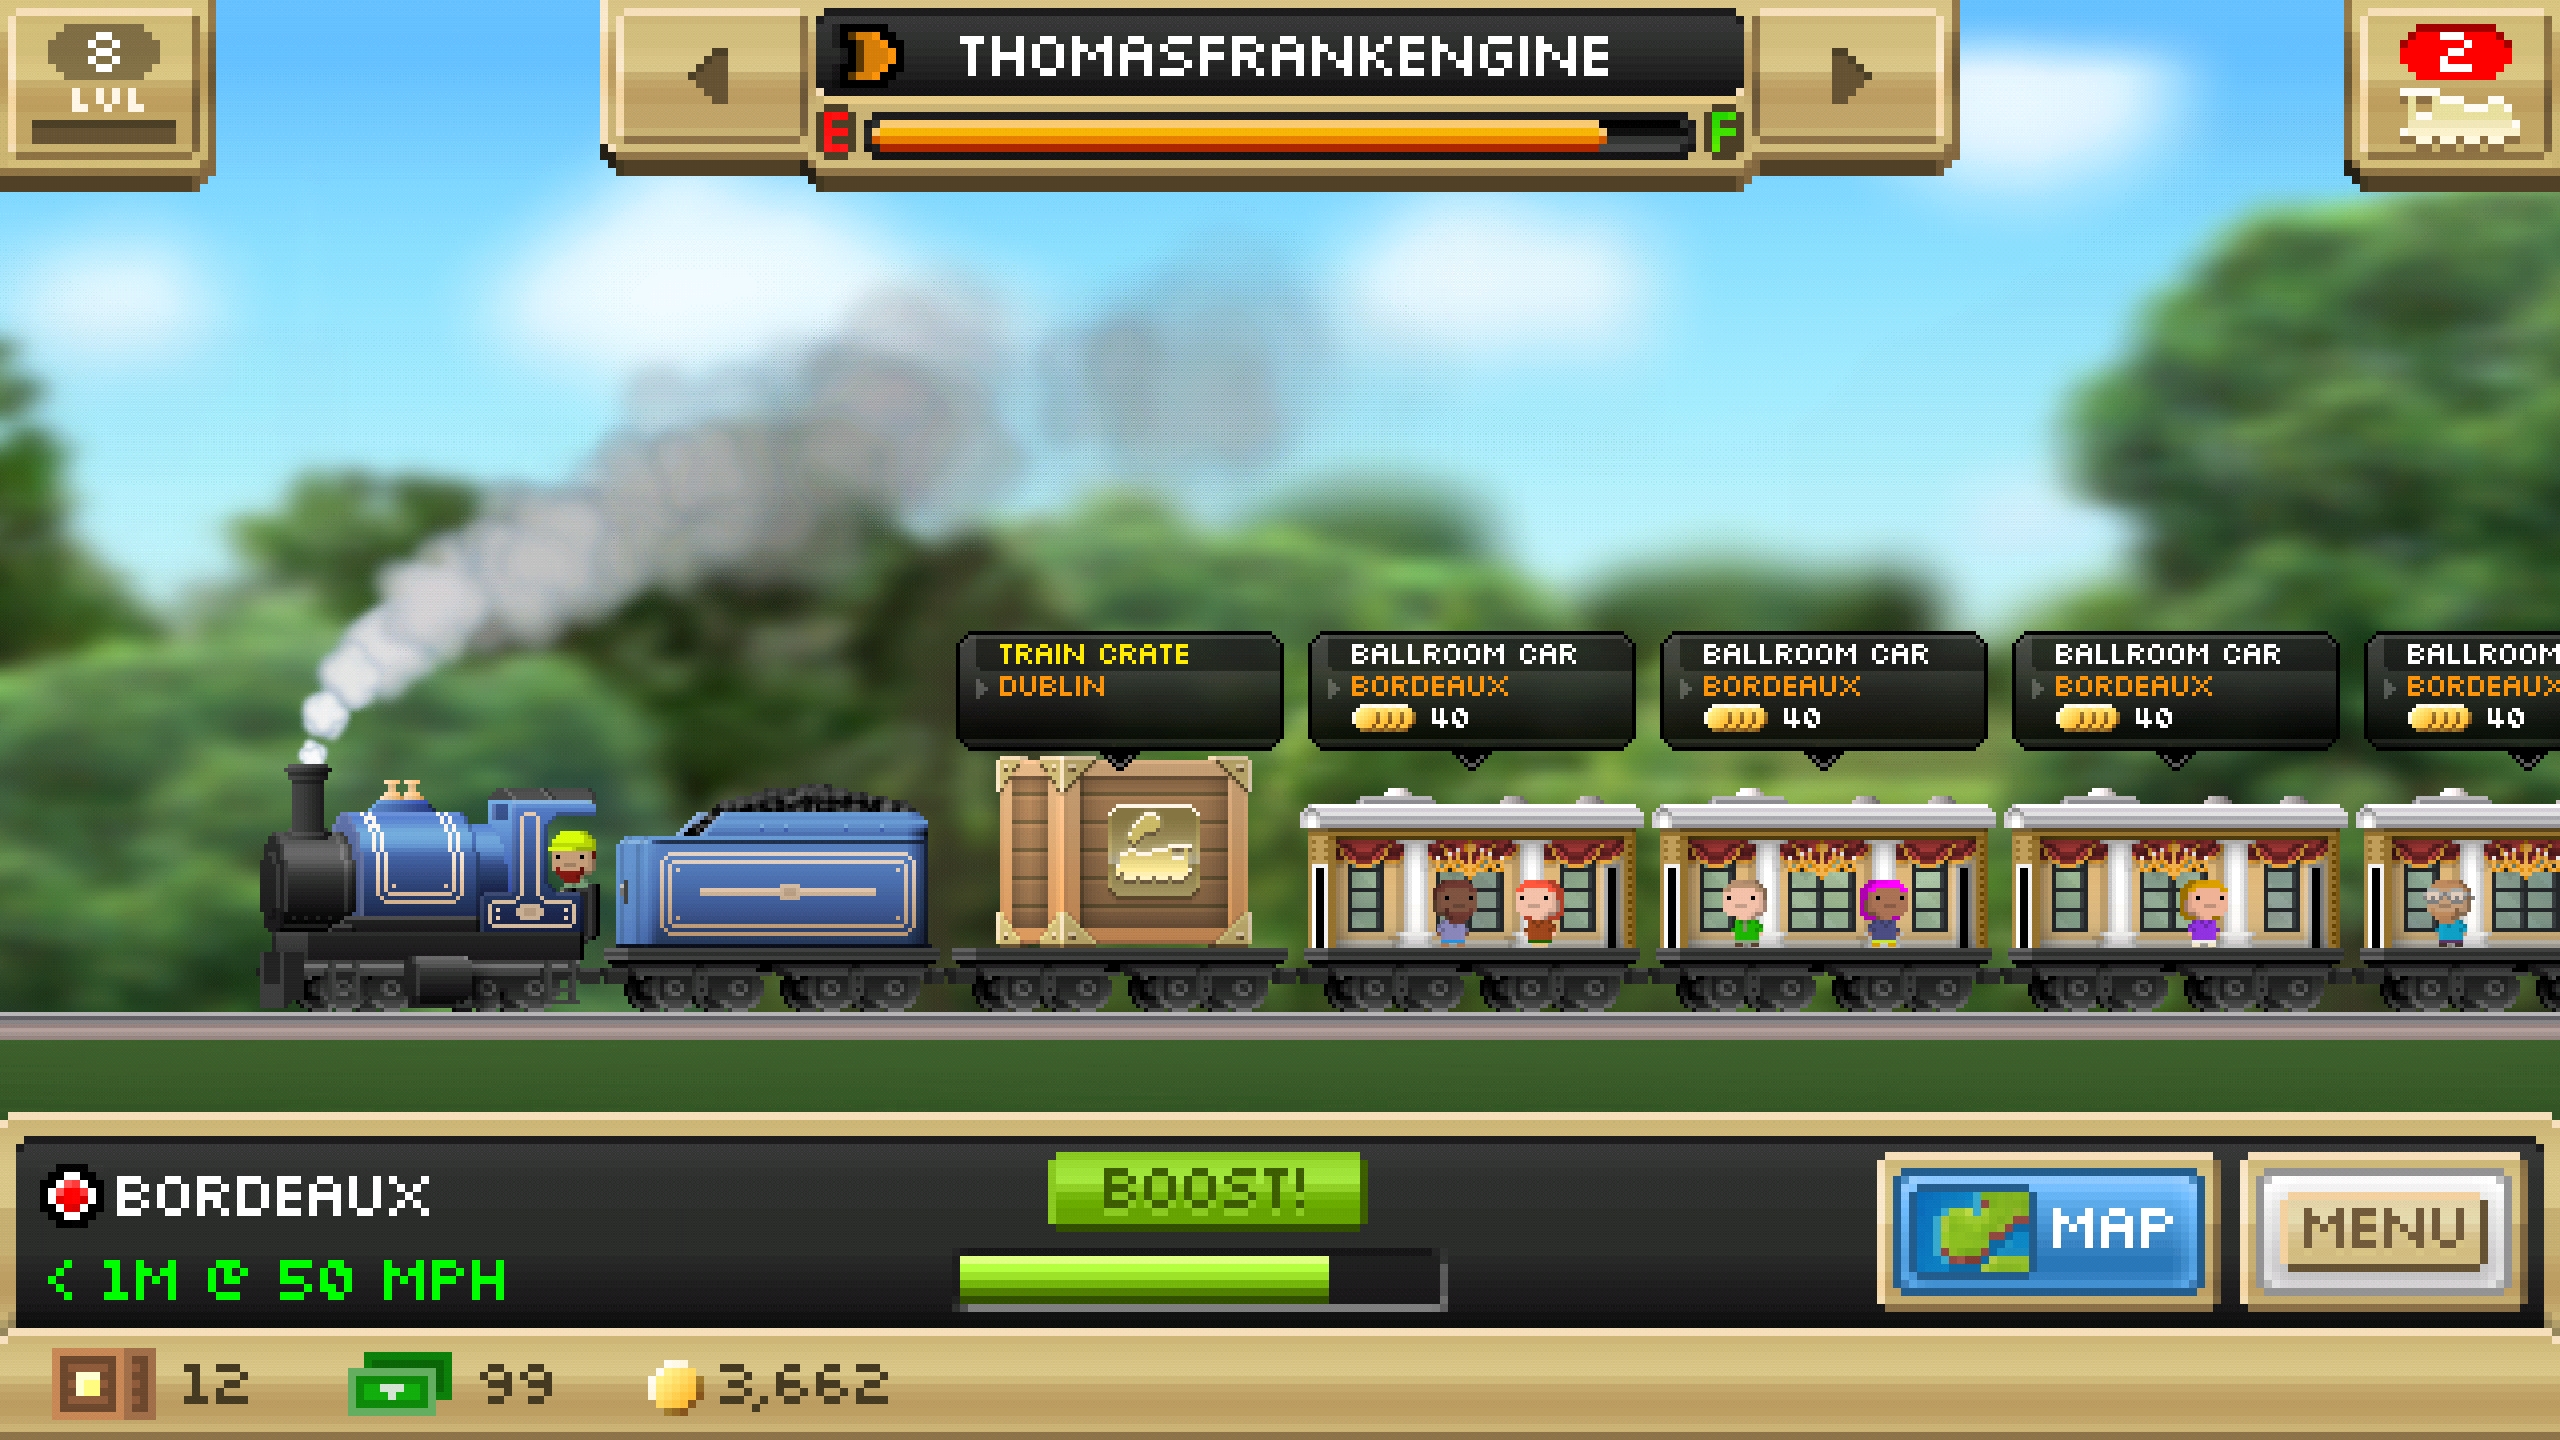 8
LVL
THOMASFRANKENGINE
E F
2
TRAIN CRATE
DUBLIN
BALLROOM CAR
BORDEAUX
40
BALLROOM CAR
BORDEAUX
40
BALLROOM CAR
BORDEAUX
40
BALLROOM
BORDEAUX
40
BORDEAUX
< 1M @ 50 MPH
BOOST!
MAP
MENU
12
99
3,662